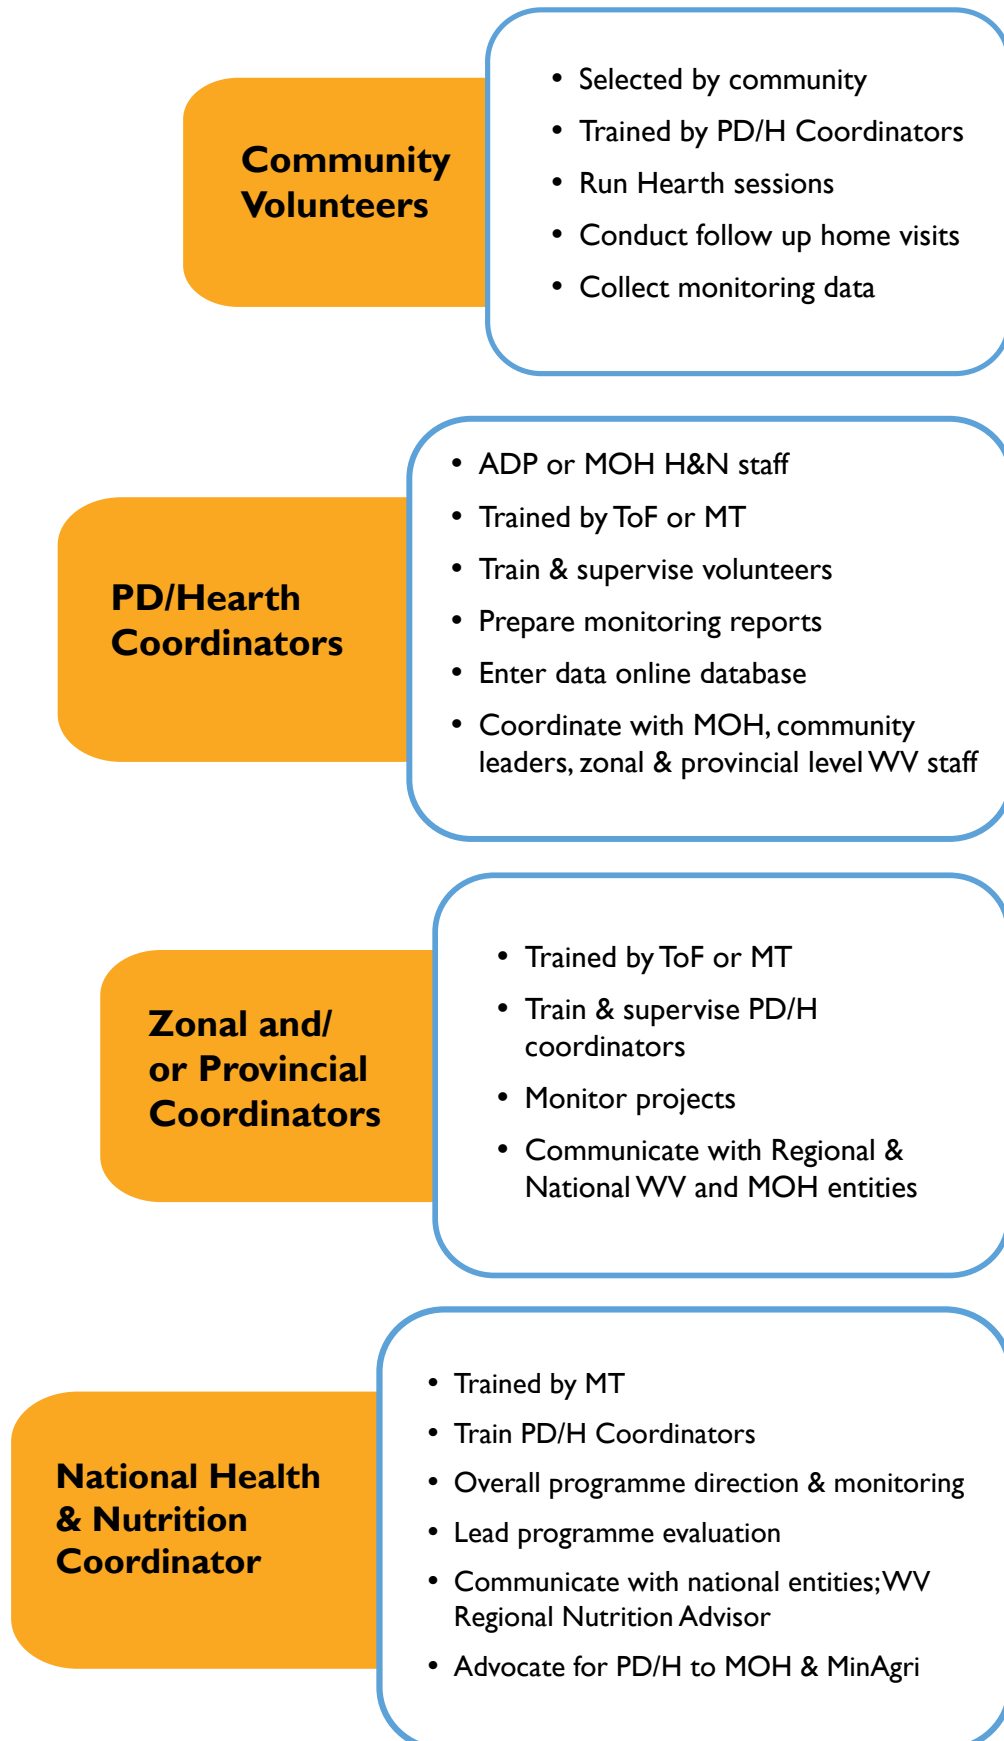 Community
Volunteers
• Selected by community
• Trained by PD/H Coordinators
• Run Hearth sessions
• Conduct follow up home visits
• Collect monitoring data
PD/Hearth
Coordinators
• ADP or MOH H&N staff
• Trained by ToF or MT
• Train & supervise volunteers
• Prepare monitoring reports
• Enter data online database
• Coordinate with MOH, community
leaders, zonal & provincial level WV staff
Zonal and/
or Provincial
Coordinators
• Trained by ToF or MT
• Train & supervise PD/H
coordinators
• Monitor projects
• Communicate with Regional &
National WV and MOH entities
National Health
& Nutrition
Coordinator
• Trained by MT
• Train PD/H Coordinators
• Overall programme direction & monitoring
• Lead programme evaluation
• Communicate with national entities; WV
Regional Nutrition Advisor
• Advocate for PD/H to MOH & MinAgri